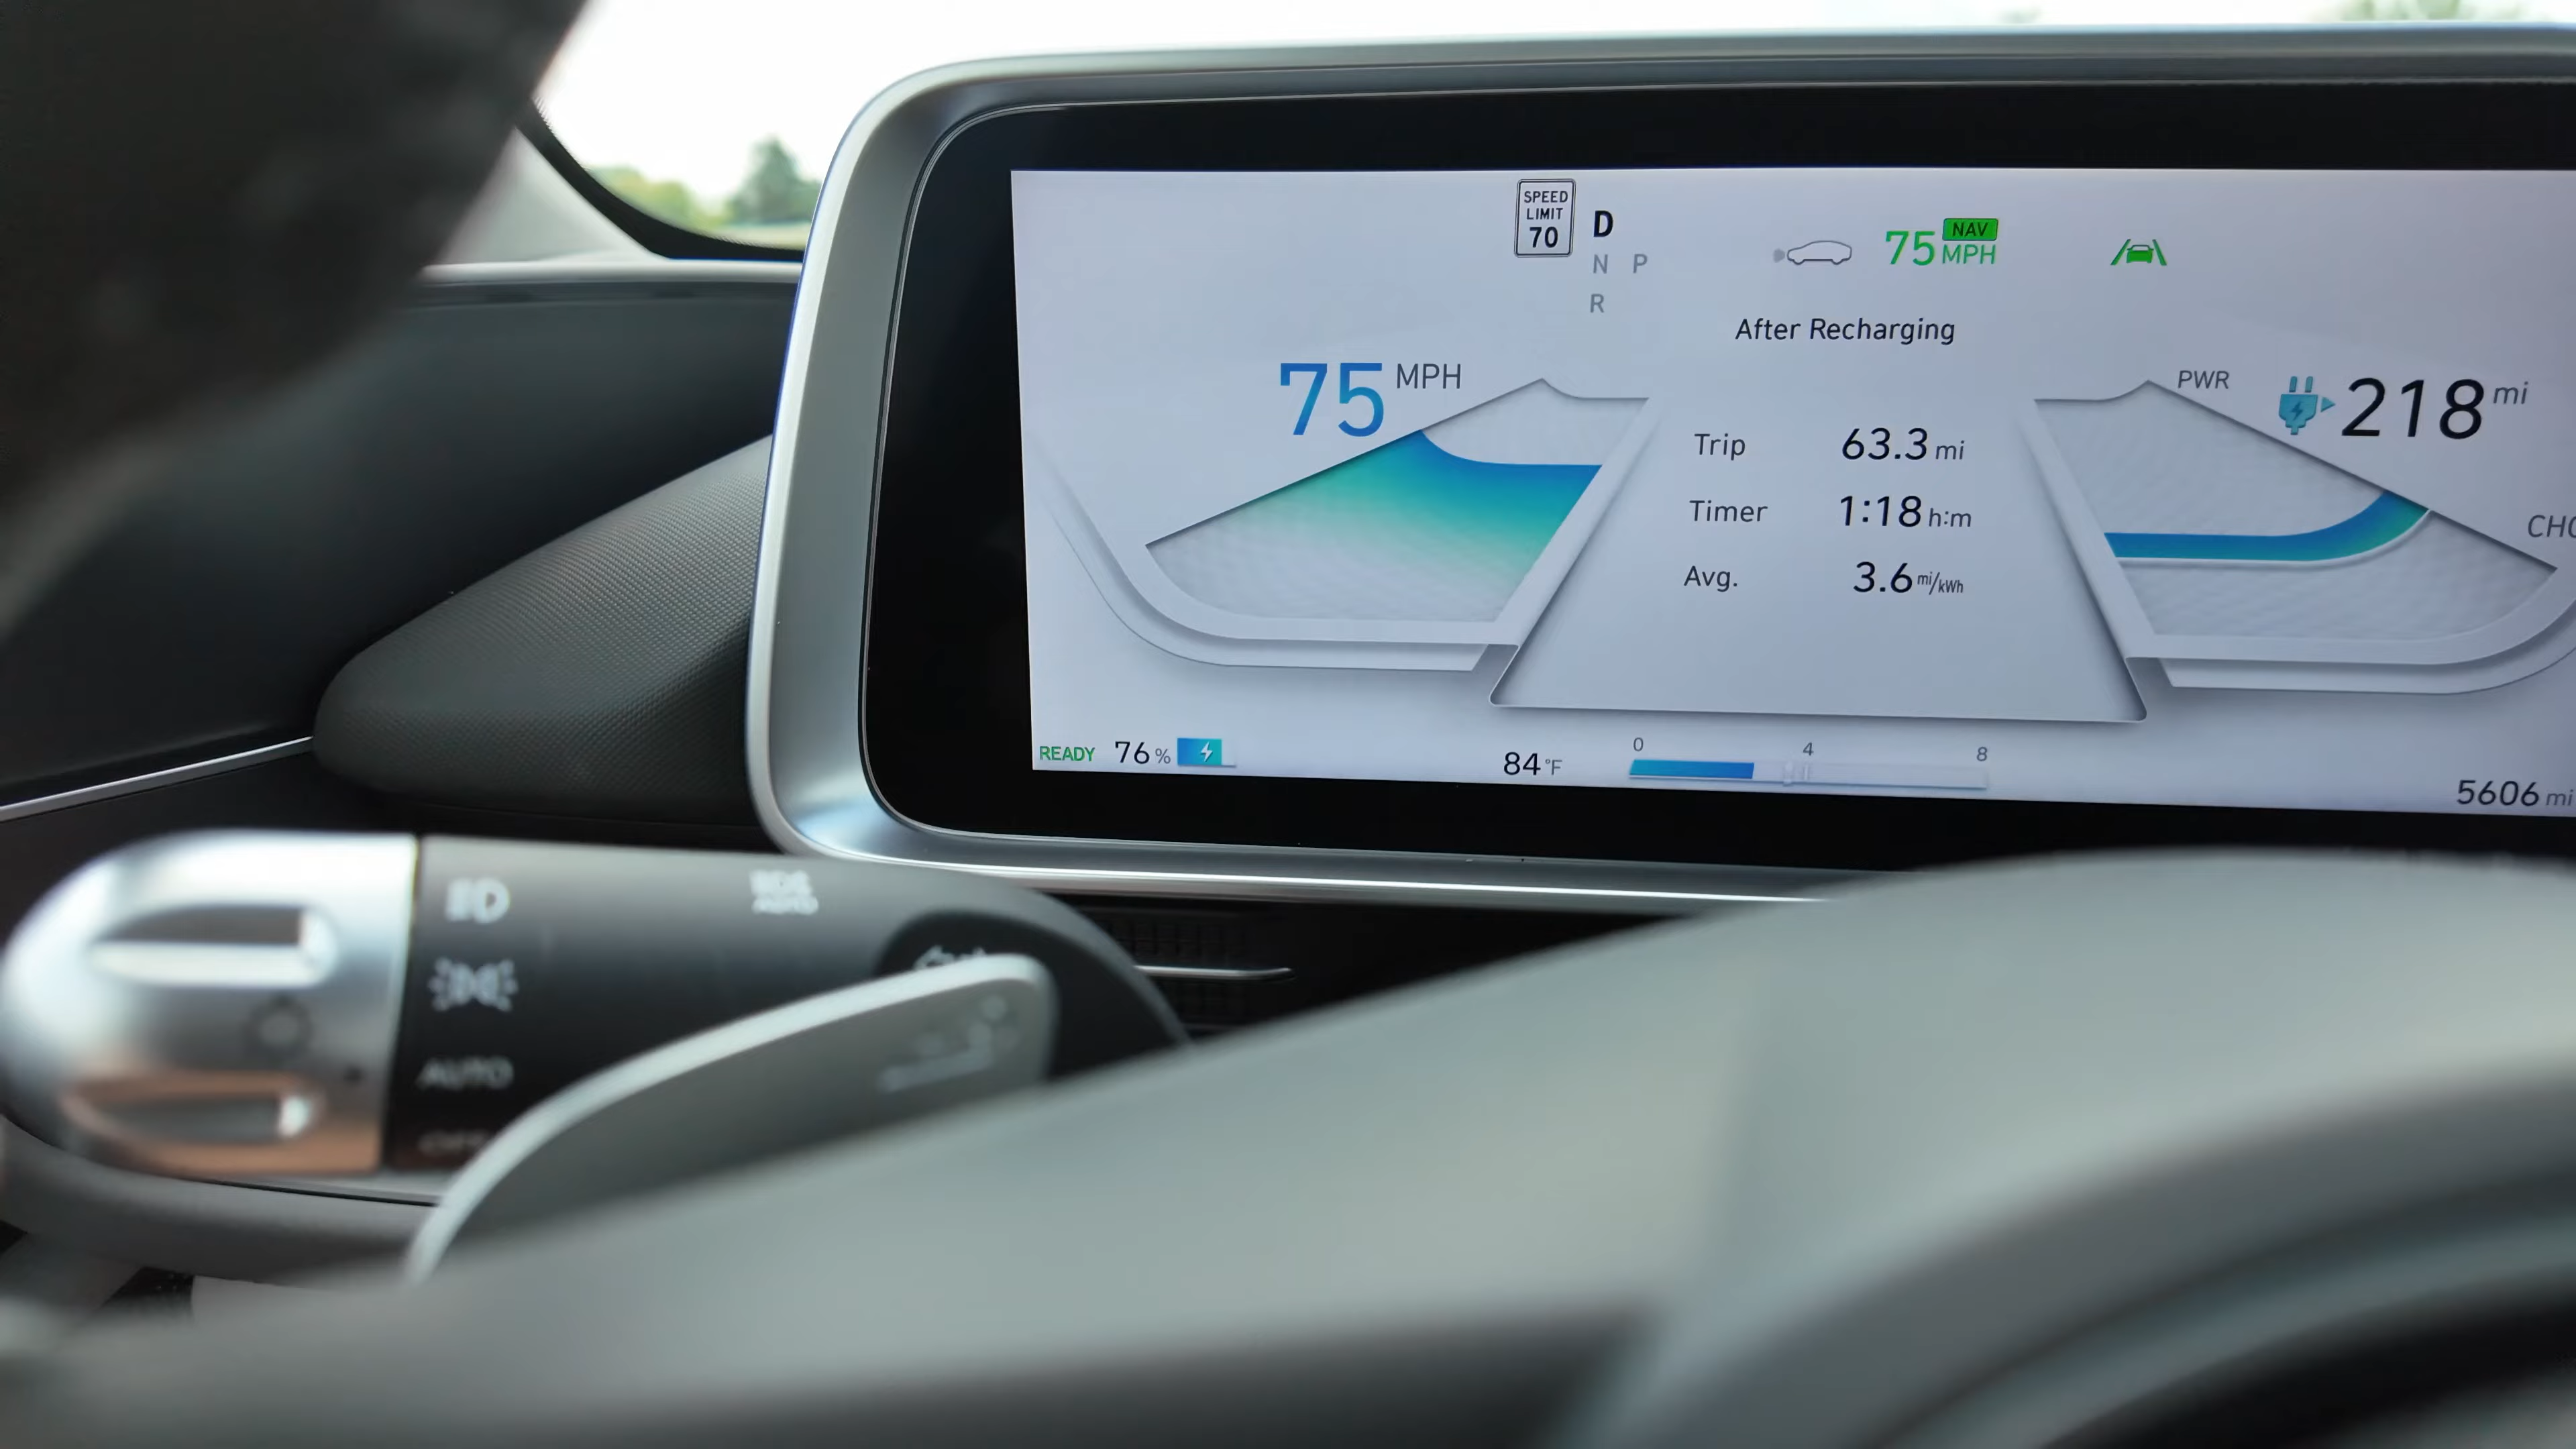 SPEED
LIMIT
70
D
N P
R
75 NAV
MPH
After Recharging
75 MPH
PWR
218 mi
Trip 63.3 mi
Timer 1:18 h:m
Avg. 3.6 mi/kWh
READY 76%
84°F
0 4 8
5606 mi
AUTO